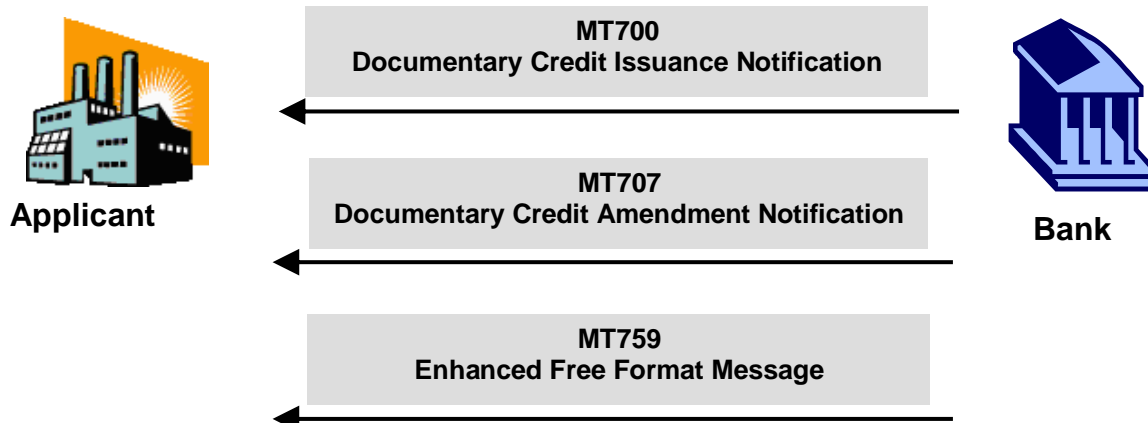 MT700
Documentary Credit Issuance Notification
Applicant
MT707
Documentary Credit Amendment Notification
Bank
MT759
Enhanced Free Format Message